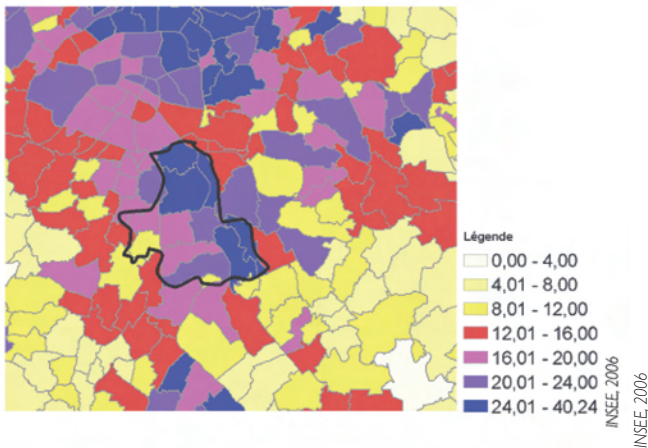 Légende
0,00 - 4,00
4,01 - 8,00
8,01 - 12,00
12,01 - 16,00
16,01 - 20,00
20,01 - 24,00
24,01 - 40,24
INSEE, 2006
INSEE, 2006